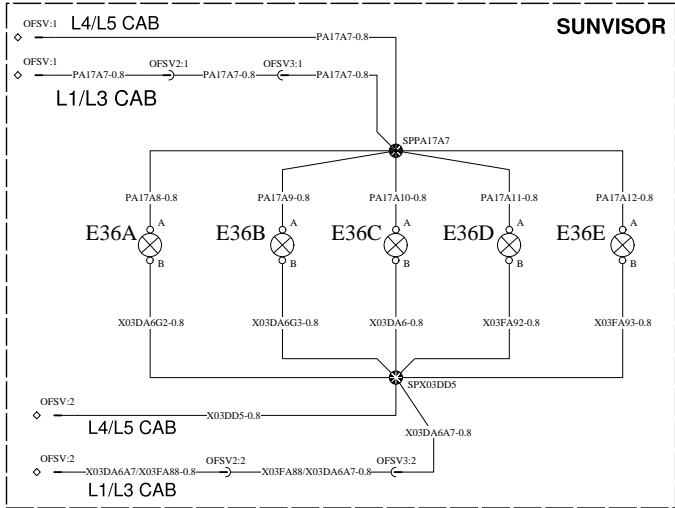 OFSV:1 L4/L5 CAB
PA17A7-0.8
SUNVISOR
OFSV:1 PA17A7-0.8 OFSV2:1 PA17A7-0.8 OFSV3:1 PA17A7-0.8
L1/L3 CAB
SPPA17A7
PA17A8-0.8 PA17A9-0.8 PA17A10-0.8 PA17A11-0.8 PA17A12-0.8
A A A A A
E36A E36B E36C E36D E36E
B B B B B
X03DA6G2-0.8 X03DA6G3-0.8 X03DA6-0.8 X03FA92-0.8 X03FA93-0.8
SPX03DD5
OFSV:2 X03DD5-0.8
L4/L5 CAB
X03DA6A7-0.8
OFSV:2 X03DA6A7/X03FA88-0.8 OFSV2:2 X03FA88/X03DA6A7-0.8 OFSV3:2
L1/L3 CAB